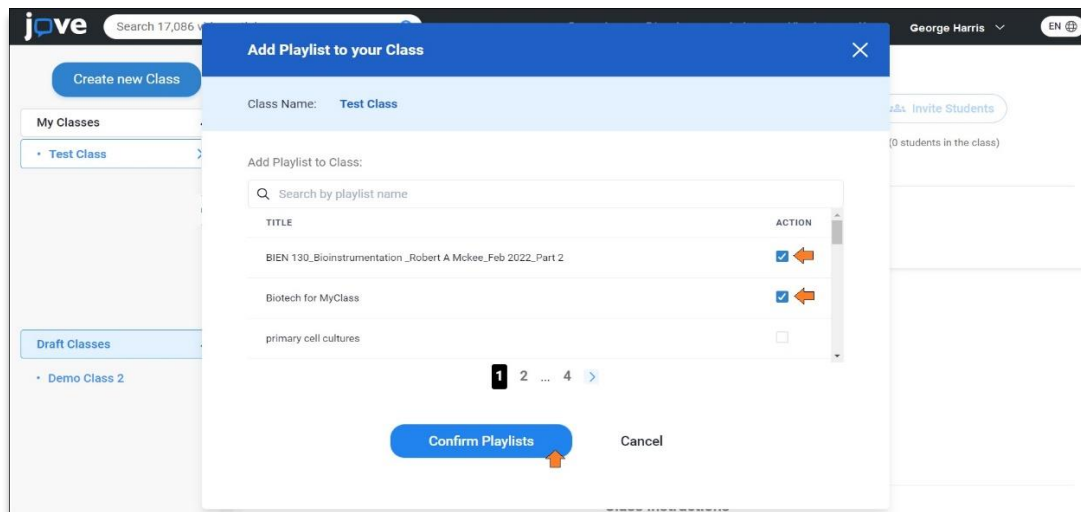 jove
Search 17,086
George Harris
EN
Add Playlist to your Class
Create new Class
Class Name: Test Class
My Classes
Invite Students
• Test Class
(0 students in the class)
Add Playlist to Class:
Search by playlist name
TITLE ACTION
BIEN 130_Bioinstrumentation _Robert A Mckee_Feb 2022_Part 2
Biotech for MyClass
primary cell cultures
Draft Classes
1 2 ... 4 >
• Demo Class 2
Confirm Playlists Cancel